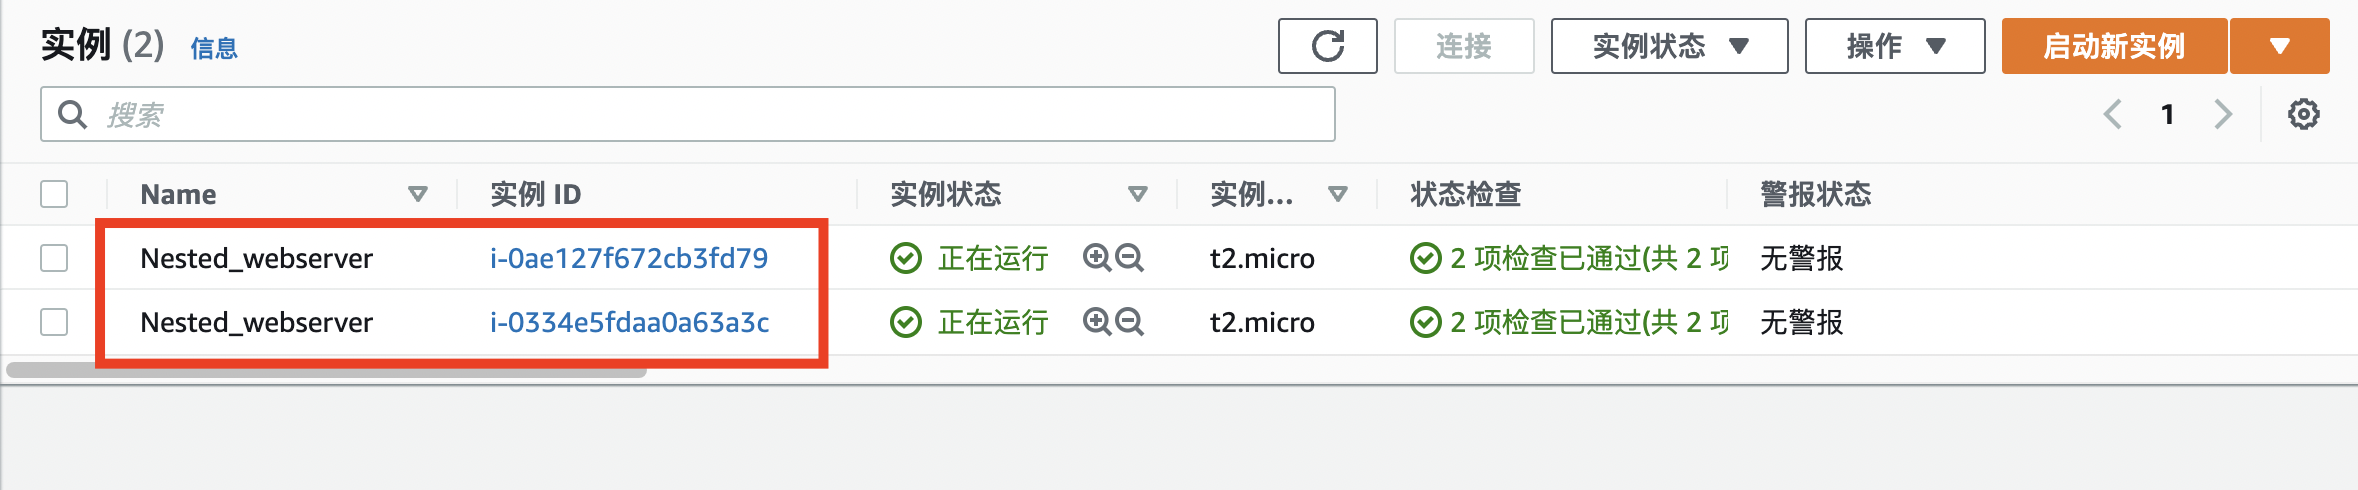 实例 (2) 信息 连接 实例状态 操作 启动新实例
搜索 1
Name 实例 ID 实例状态 实例... 状态检查 警报状态
Nested_webserver i-0ae127f672cb3fd79 正在运行 t2.micro 2 项检查已通过(共 2 项 无警报
Nested_webserver i-0334e5fdaa0a63a3c 正在运行 t2.micro 2 项检查已通过(共 2 项 无警报